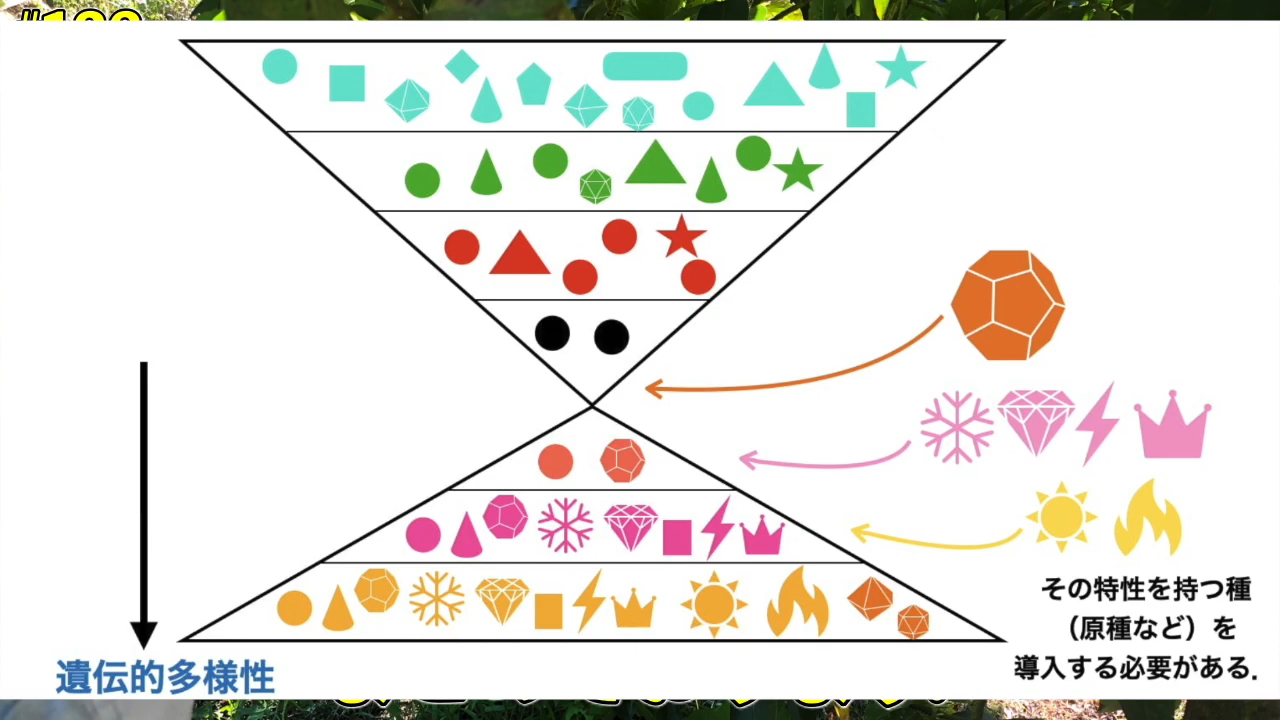 その特性を持つ種
（原種など）を
導入する必要がある.
遺伝的多様性